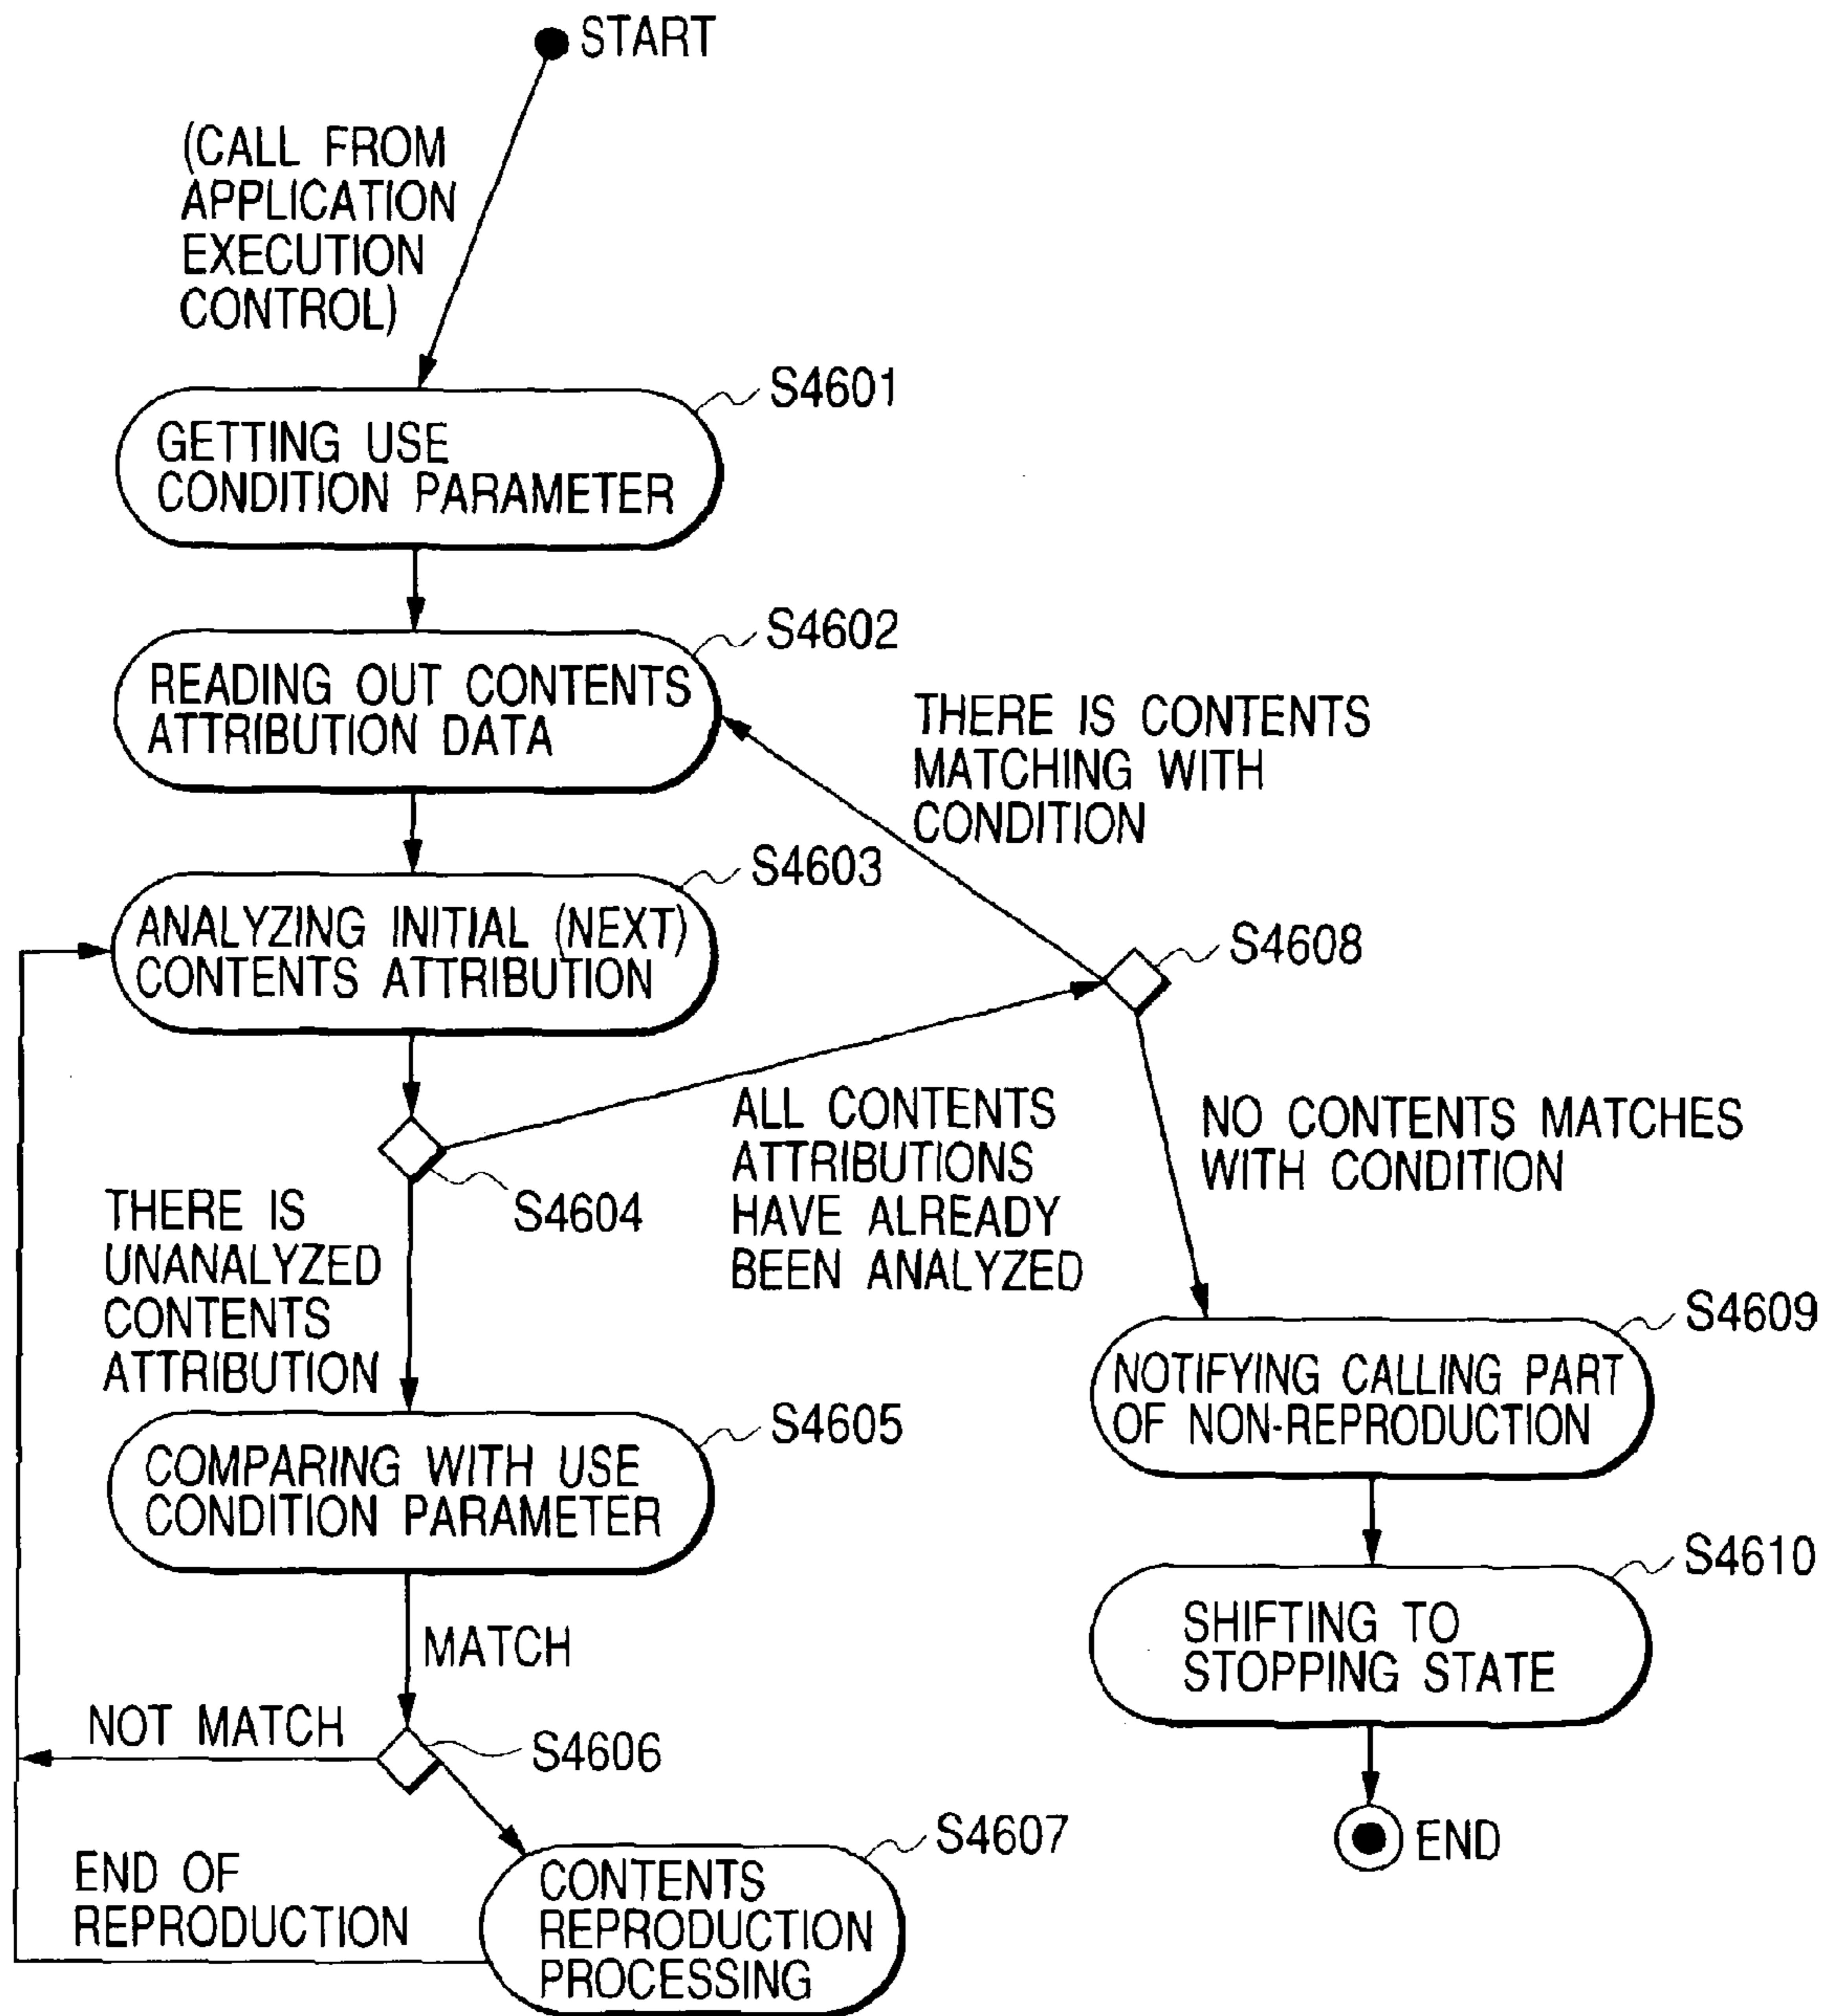 START
(CALL FROM
APPLICATION
EXECUTION
CONTROL)
S4601
GETTING USE
CONDITION PARAMETER
S4602
READING OUT CONTENTS
ATTRIBUTION DATA
THERE IS CONTENTS
MATCHING WITH
CONDITION
S4603
ANALYZING INITIAL (NEXT)
CONTENTS ATTRIBUTION
S4608
ALL CONTENTS
ATTRIBUTIONS
HAVE ALREADY
BEEN ANALYZED
NO CONTENTS MATCHES
WITH CONDITION
S4604
THERE IS
UNANALYZED
CONTENTS
ATTRIBUTION
S4609
NOTIFYING CALLING PART
OF NON-REPRODUCTION
S4605
COMPARING WITH USE
CONDITION PARAMETER
S4610
SHIFTING TO
STOPPING STATE
MATCH
NOT MATCH
S4606
END
S4607
CONTENTS
REPRODUCTION
PROCESSING
END OF
REPRODUCTION